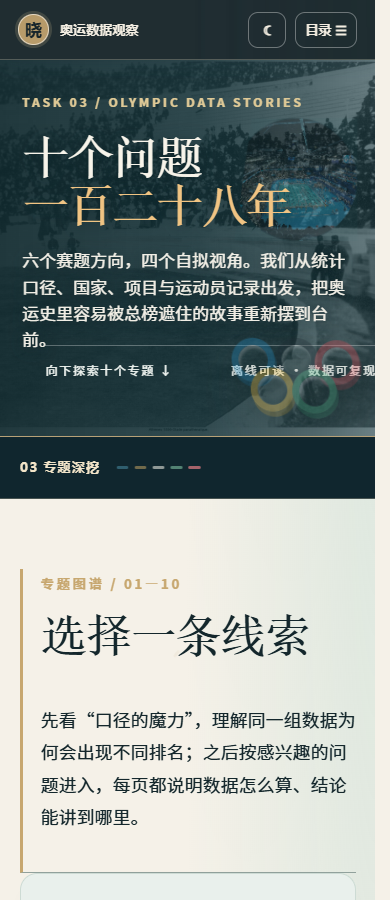 晓 奥运数据观察 目录
TASK 03 / OLYMPIC DATA STORIES
十个问题
一百二十八年
六个赛题方向，四个自拟视角。我们从统计
口径、国家、项目与运动员记录出发，把奥
运史里容易被总榜遮住的故事重新摆到台
前。
向下探索十个专题 ↓ 离线可读 · 数据可复现
03 专题深挖
专题图谱 / 01—10
选择一条线索
先看“口径的魔力”，理解同一组数据为
何会出现不同排名；之后按感兴趣的问
题进入，每页都说明数据怎么算、结论
能讲到哪里。